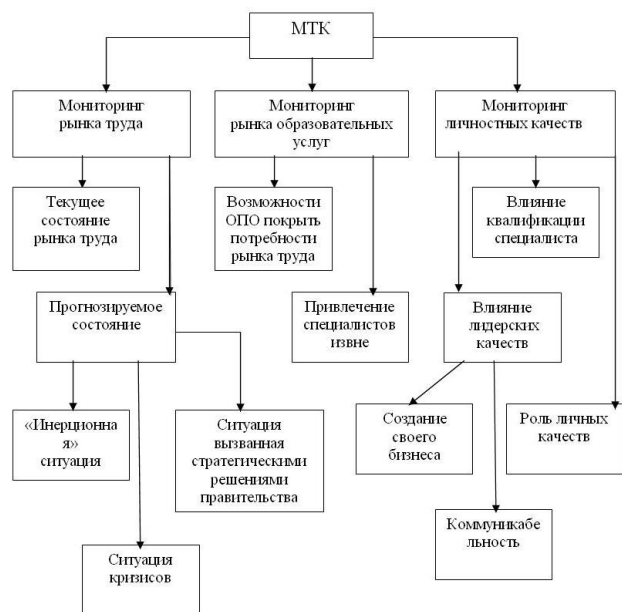 МТК
Мониторинг
рынка труда
Мониторинг
рынка образовательных
услуг
Мониторинг
личностных качеств
Текущее
состояние
рынка труда
Возможности
ОПО покрыть
потребности
рынка труда
Влияние
квалификации
специалиста
Прогнозируемое
состояние
Привлечение
специалистов
извне
Влияние
лидерских
качеств
«Инерционна
я»
ситуация
Ситуация
вызванная
стратегическими
решениями
правительства
Создание
своего
бизнеса
Роль личных
качеств
Ситуация
кризисов
Коммуникабе
льность